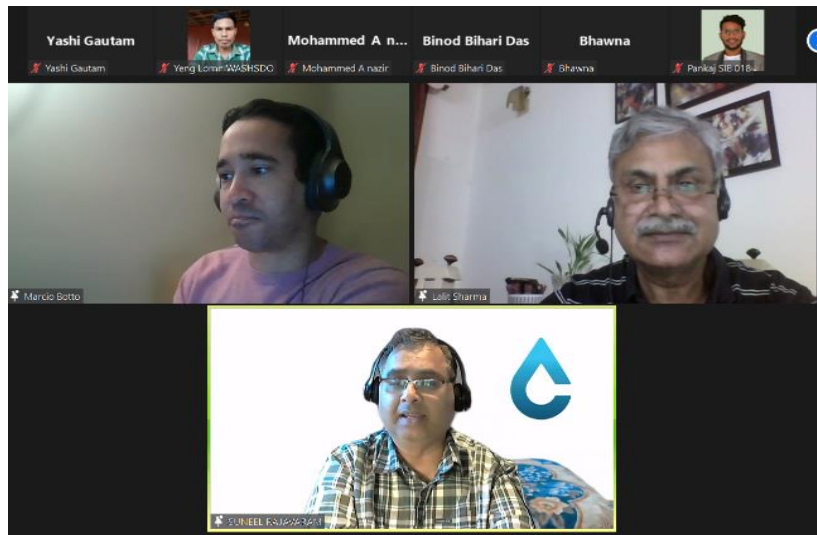 Yashi Gautam
Mohammed A n...
Binod Bihari Das
Bhawna
Yashi Gautam
Yeng Lomi WASHSDO
Mohammed A nazir
Binod Bihari Das
Bhawna
Pankaj SIB 018 -
Marcio Botto
Lalit Sharma
SUNEEL RAJAVARAM